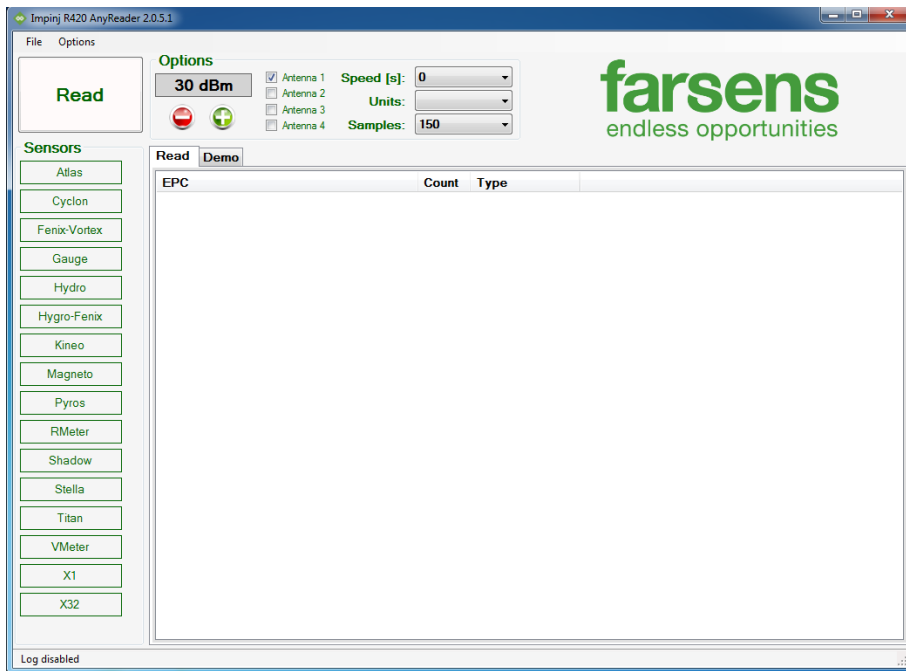 Impinj R420 AnyReader 2.0.5.1
File Options
Read
Options
30 dBm
Antenna 1
Antenna 2
Antenna 3
Antenna 4
Speed [s]: 0
Units:
Samples: 150
farsens
endless opportunities
Sensors
Atlas
Cyclon
Fenix-Vortex
Gauge
Hydro
Hygro-Fenix
Kineo
Magneto
Pyros
RMeter
Shadow
Stella
Titan
VMeter
X1
X32
Read Demo
EPC Count Type
Log disabled